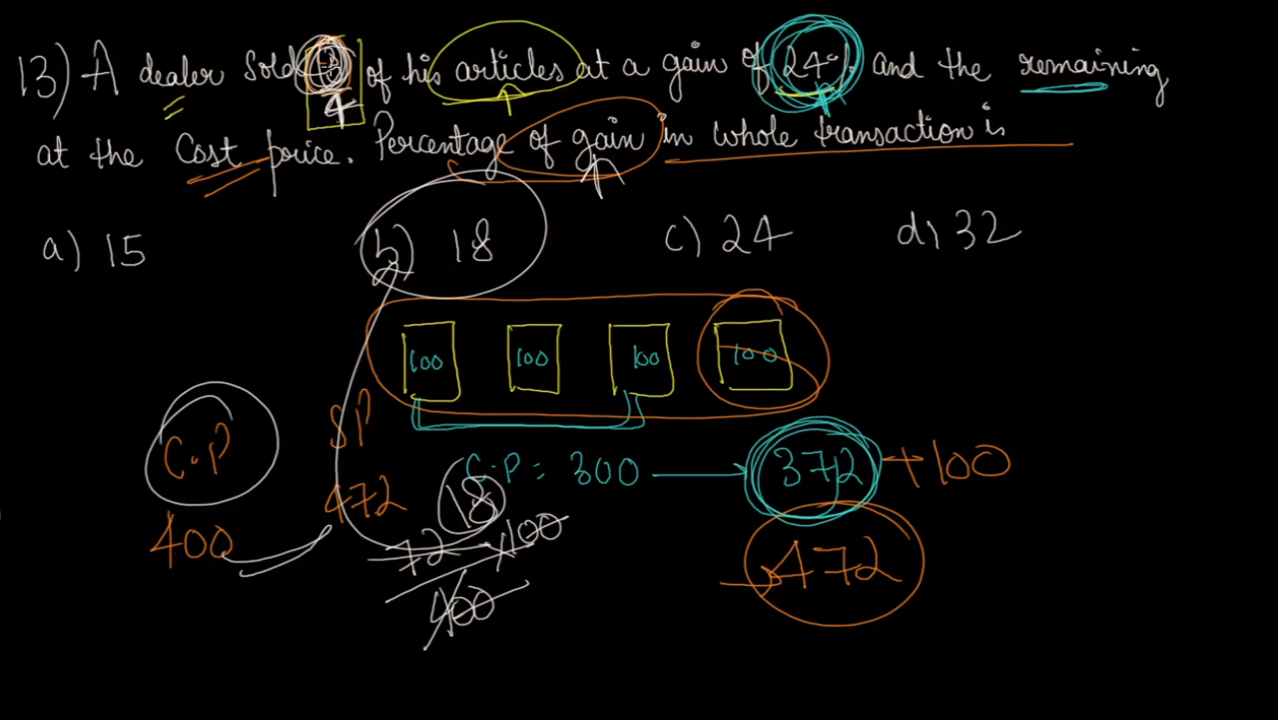 13) A dealer sold 3/4 of his articles at a gain of 24% and the remaining
at the cost price. Percentage of gain in whole transaction is
a) 15 b) 18 c) 24 d) 32
100 100 100 100
C.P SP
C.P = 300 → 372 + 100
400 472 18
72 × 100
400
→ 472